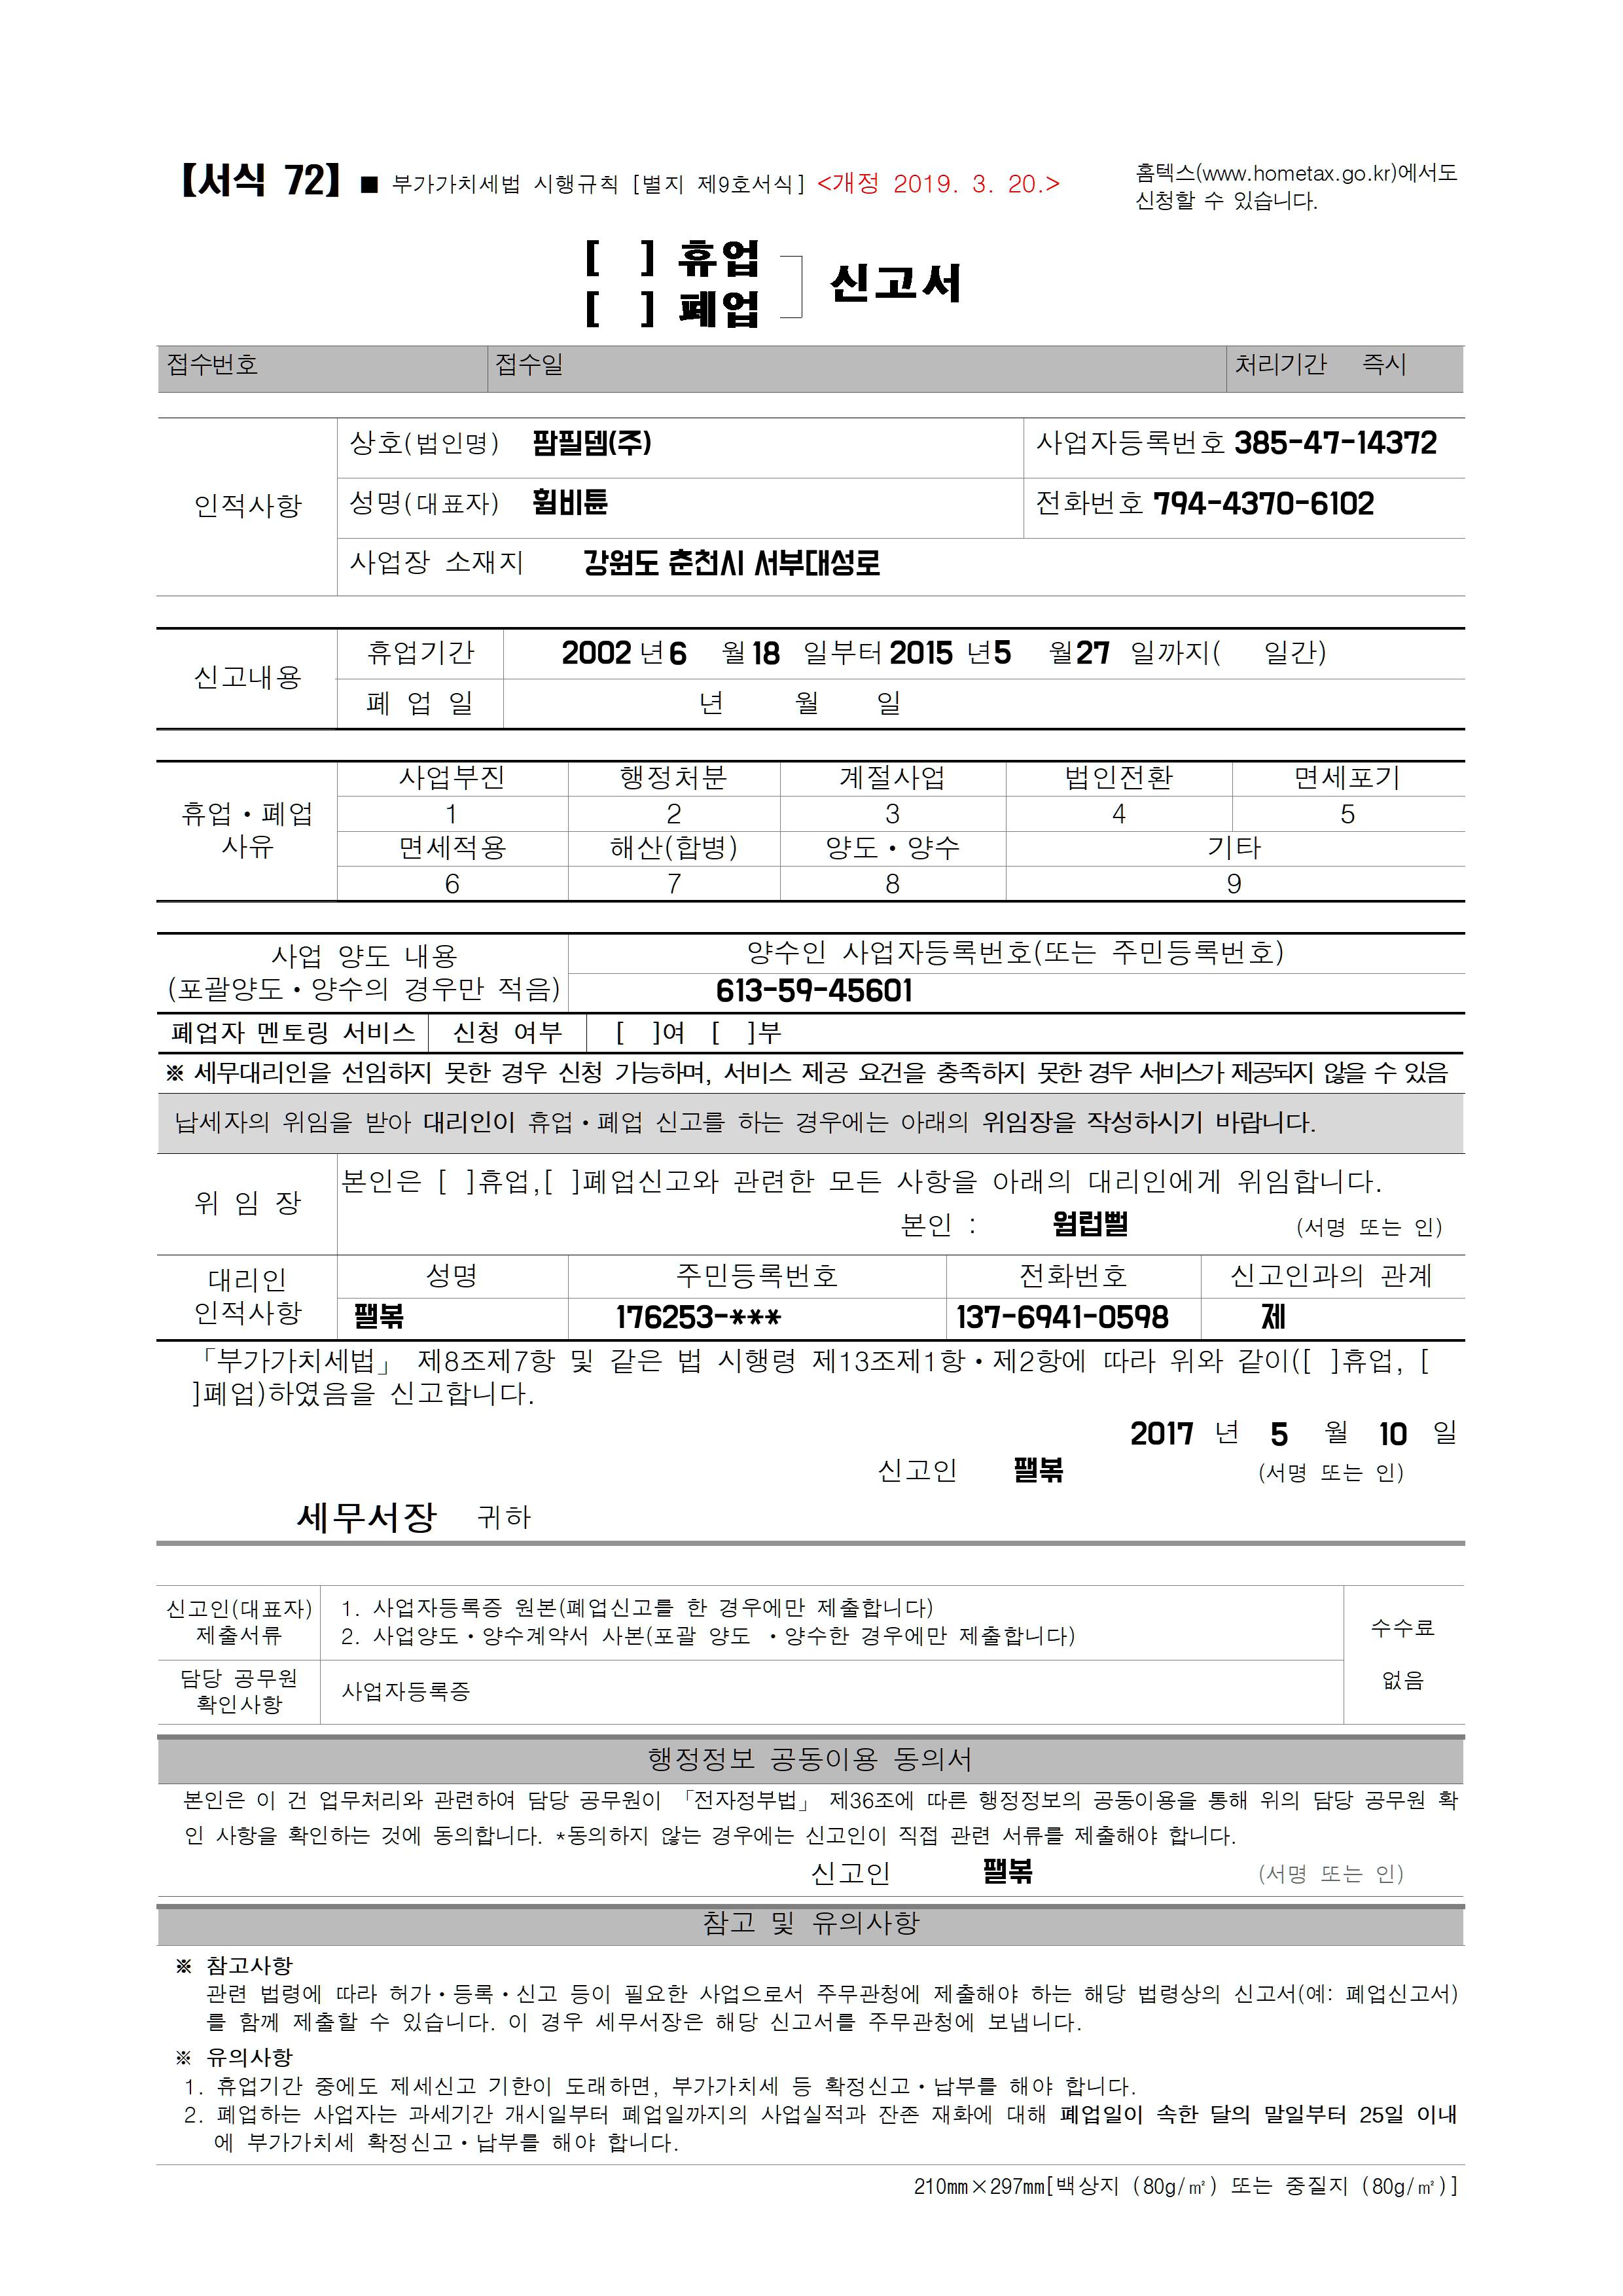 【서식 72】 ■ 부가가치세법 시행규칙 [별지 제9호서식] <개정 2019. 3. 20.>
홈텍스(www.hometax.go.kr)에서도
신청할 수 있습니다.
[ ] 휴업
[ ] 폐업
신고서
접수번호 접수일 처리기간 즉시
인적사항
상호(법인명) 팜필뎀(주) 사업자등록번호 385-47-14372
성명(대표자) 휠비튠 전화번호 794-4370-6102
사업장 소재지 강원도 춘천시 서부대성로
신고내용
휴업기간 2002 년 6 월 18 일부터 2015 년 5 월 27 일까지( 일간)
폐 업 일 년 월 일
휴업·폐업
사유
사업부진 행정처분 계절사업 법인전환 면세포기
1 2 3 4 5
면세적용 해산(합병) 양도·양수 기타
6 7 8 9
사업 양도 내용
(포괄양도·양수의 경우만 적음)
양수인 사업자등록번호(또는 주민등록번호)
613-59-45601
폐업자 멘토링 서비스 신청 여부 [ ]여 [ ]부
※ 세무대리인을 선임하지 못한 경우 신청 가능하며, 서비스 제공 요건을 충족하지 못한 경우 서비스가 제공되지 않을 수 있음
납세자의 위임을 받아 대리인이 휴업·폐업 신고를 하는 경우에는 아래의 위임장을 작성하시기 바랍니다.
위 임 장
본인은 [ ]휴업,[ ]폐업신고와 관련한 모든 사항을 아래의 대리인에게 위임합니다.
본인 : 웜럽뻘 (서명 또는 인)
대리인
인적사항
성명 주민등록번호 전화번호 신고인과의 관계
팰볶 176253-*** 137-6941-0598 제
「부가가치세법」 제8조제7항 및 같은 법 시행령 제13조제1항·제2항에 따라 위와 같이([ ]휴업, [
]폐업)하였음을 신고합니다.
2017 년 5 월 10 일
신고인 팰볶 (서명 또는 인)
세무서장 귀하
신고인(대표자)
제출서류
1. 사업자등록증 원본(폐업신고를 한 경우에만 제출합니다)
2. 사업양도·양수계약서 사본(포괄 양도 ·양수한 경우에만 제출합니다)
수수료
없음
담당 공무원
확인사항
사업자등록증
행정정보 공동이용 동의서
본인은 이 건 업무처리와 관련하여 담당 공무원이 「전자정부법」 제36조에 따른 행정정보의 공동이용을 통해 위의 담당 공무원 확
인 사항을 확인하는 것에 동의합니다. *동의하지 않는 경우에는 신고인이 직접 관련 서류를 제출해야 합니다.
신고인 팰볶 (서명 또는 인)
참고 및 유의사항
※ 참고사항
관련 법령에 따라 허가·등록·신고 등이 필요한 사업으로서 주무관청에 제출해야 하는 해당 법령상의 신고서(예: 폐업신고서)
를 함께 제출할 수 있습니다. 이 경우 세무서장은 해당 신고서를 주무관청에 보냅니다.
※ 유의사항
1. 휴업기간 중에도 제세신고 기한이 도래하면, 부가가치세 등 확정신고·납부를 해야 합니다.
2. 폐업하는 사업자는 과세기간 개시일부터 폐업일까지의 사업실적과 잔존 재화에 대해 폐업일이 속한 달의 말일부터 25일 이내
에 부가가치세 확정신고·납부를 해야 합니다.
210㎜×297㎜[백상지 (80g/㎡) 또는 중질지 (80g/㎡)]